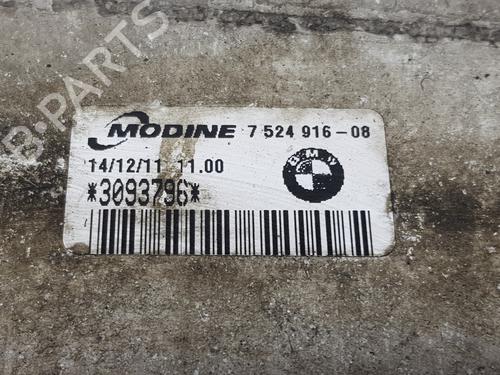 B-PARTS
MODINE 7 524 916-08
14/12/11 11.00
BMW
*3093796*